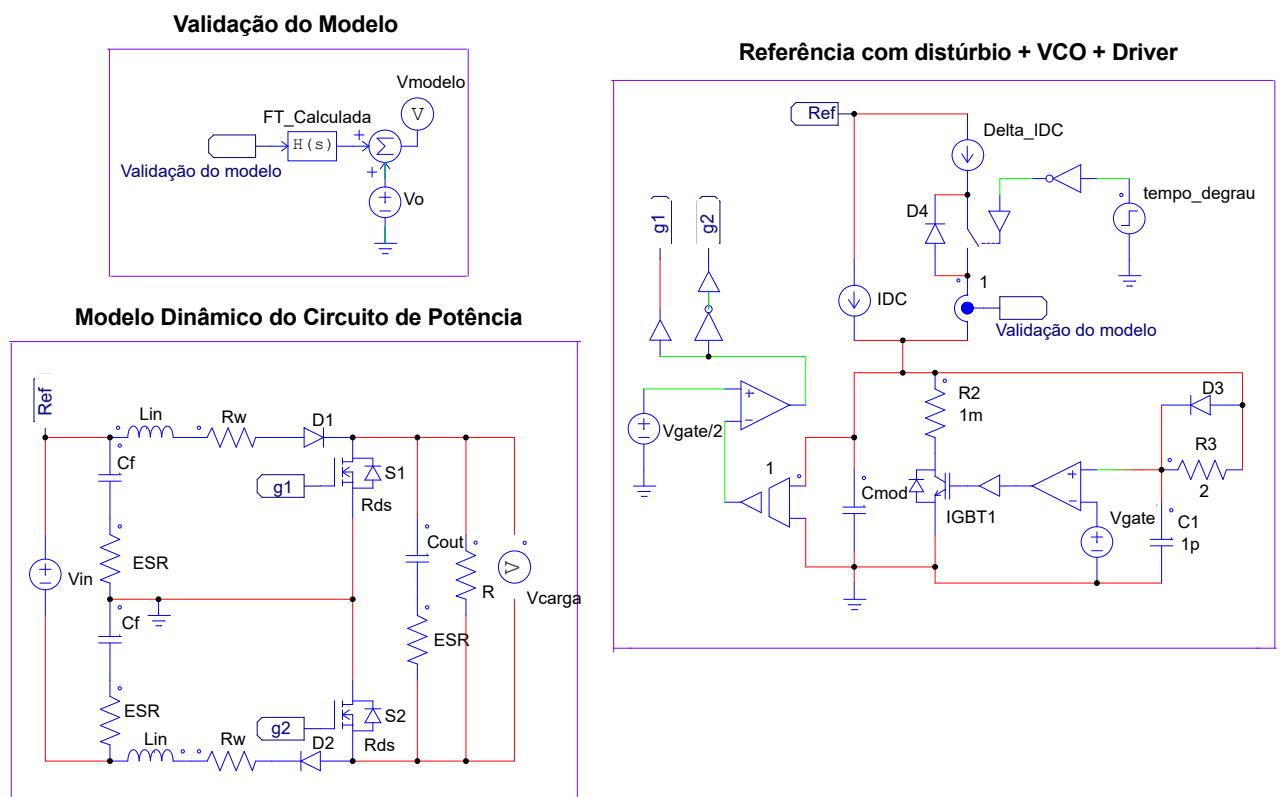 Validação do Modelo
Vmodelo
V
FT_Calculada
H(s)
+
Σ
+
Validação do modelo
Vo
Referência com distúrbio + VCO + Driver
Ref
Delta_IDC
tempo_degrau
D4
g1
g2
1
IDC
Validação do modelo
R2
1m
D3
Vgate/2
R3
2
1
Cmod
IGBT1
Vgate
C1
1p
Modelo Dinâmico do Circuito de Potência
Ref
Lin
Rw
D1
Cf
g1
S1
Rds
Cout
ESR
Vin
R
V
Vcarga
Cf
ESR
ESR
g2
S2
Lin
Rw
D2
Rds